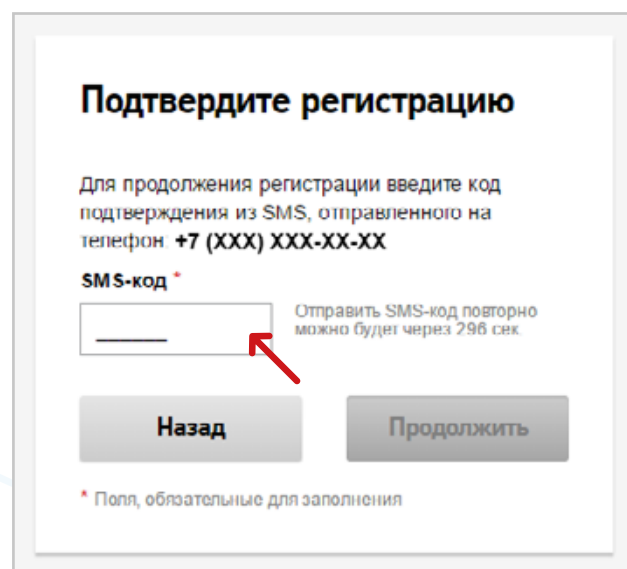 Подтвердите регистрацию
Для продолжения регистрации введите код
подтверждения из SMS, отправленного на
телефон: +7 (XXX) XXX-XX-XX
SMS-код *
Отправить SMS-код повторно
можно будет через 296 сек.
______
Назад
Продолжить
* Поля, обязательные для заполнения